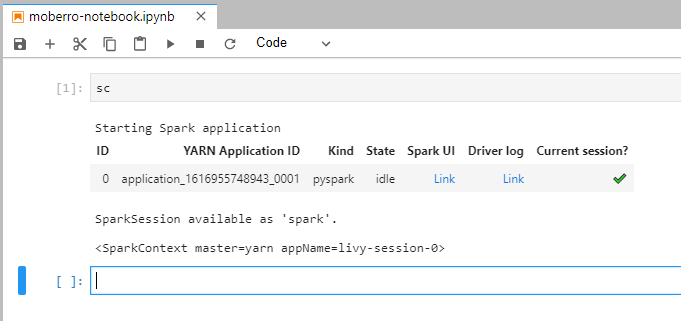 moberro-notebook.ipynb
Code
[1]: sc
Starting Spark application
ID YARN Application ID Kind State Spark UI Driver log Current session?
0 application_1616955748943_0001 pyspark idle Link Link ✔
SparkSession available as 'spark'.
<SparkContext master=yarn appName=livy-session-0>
[ ]: